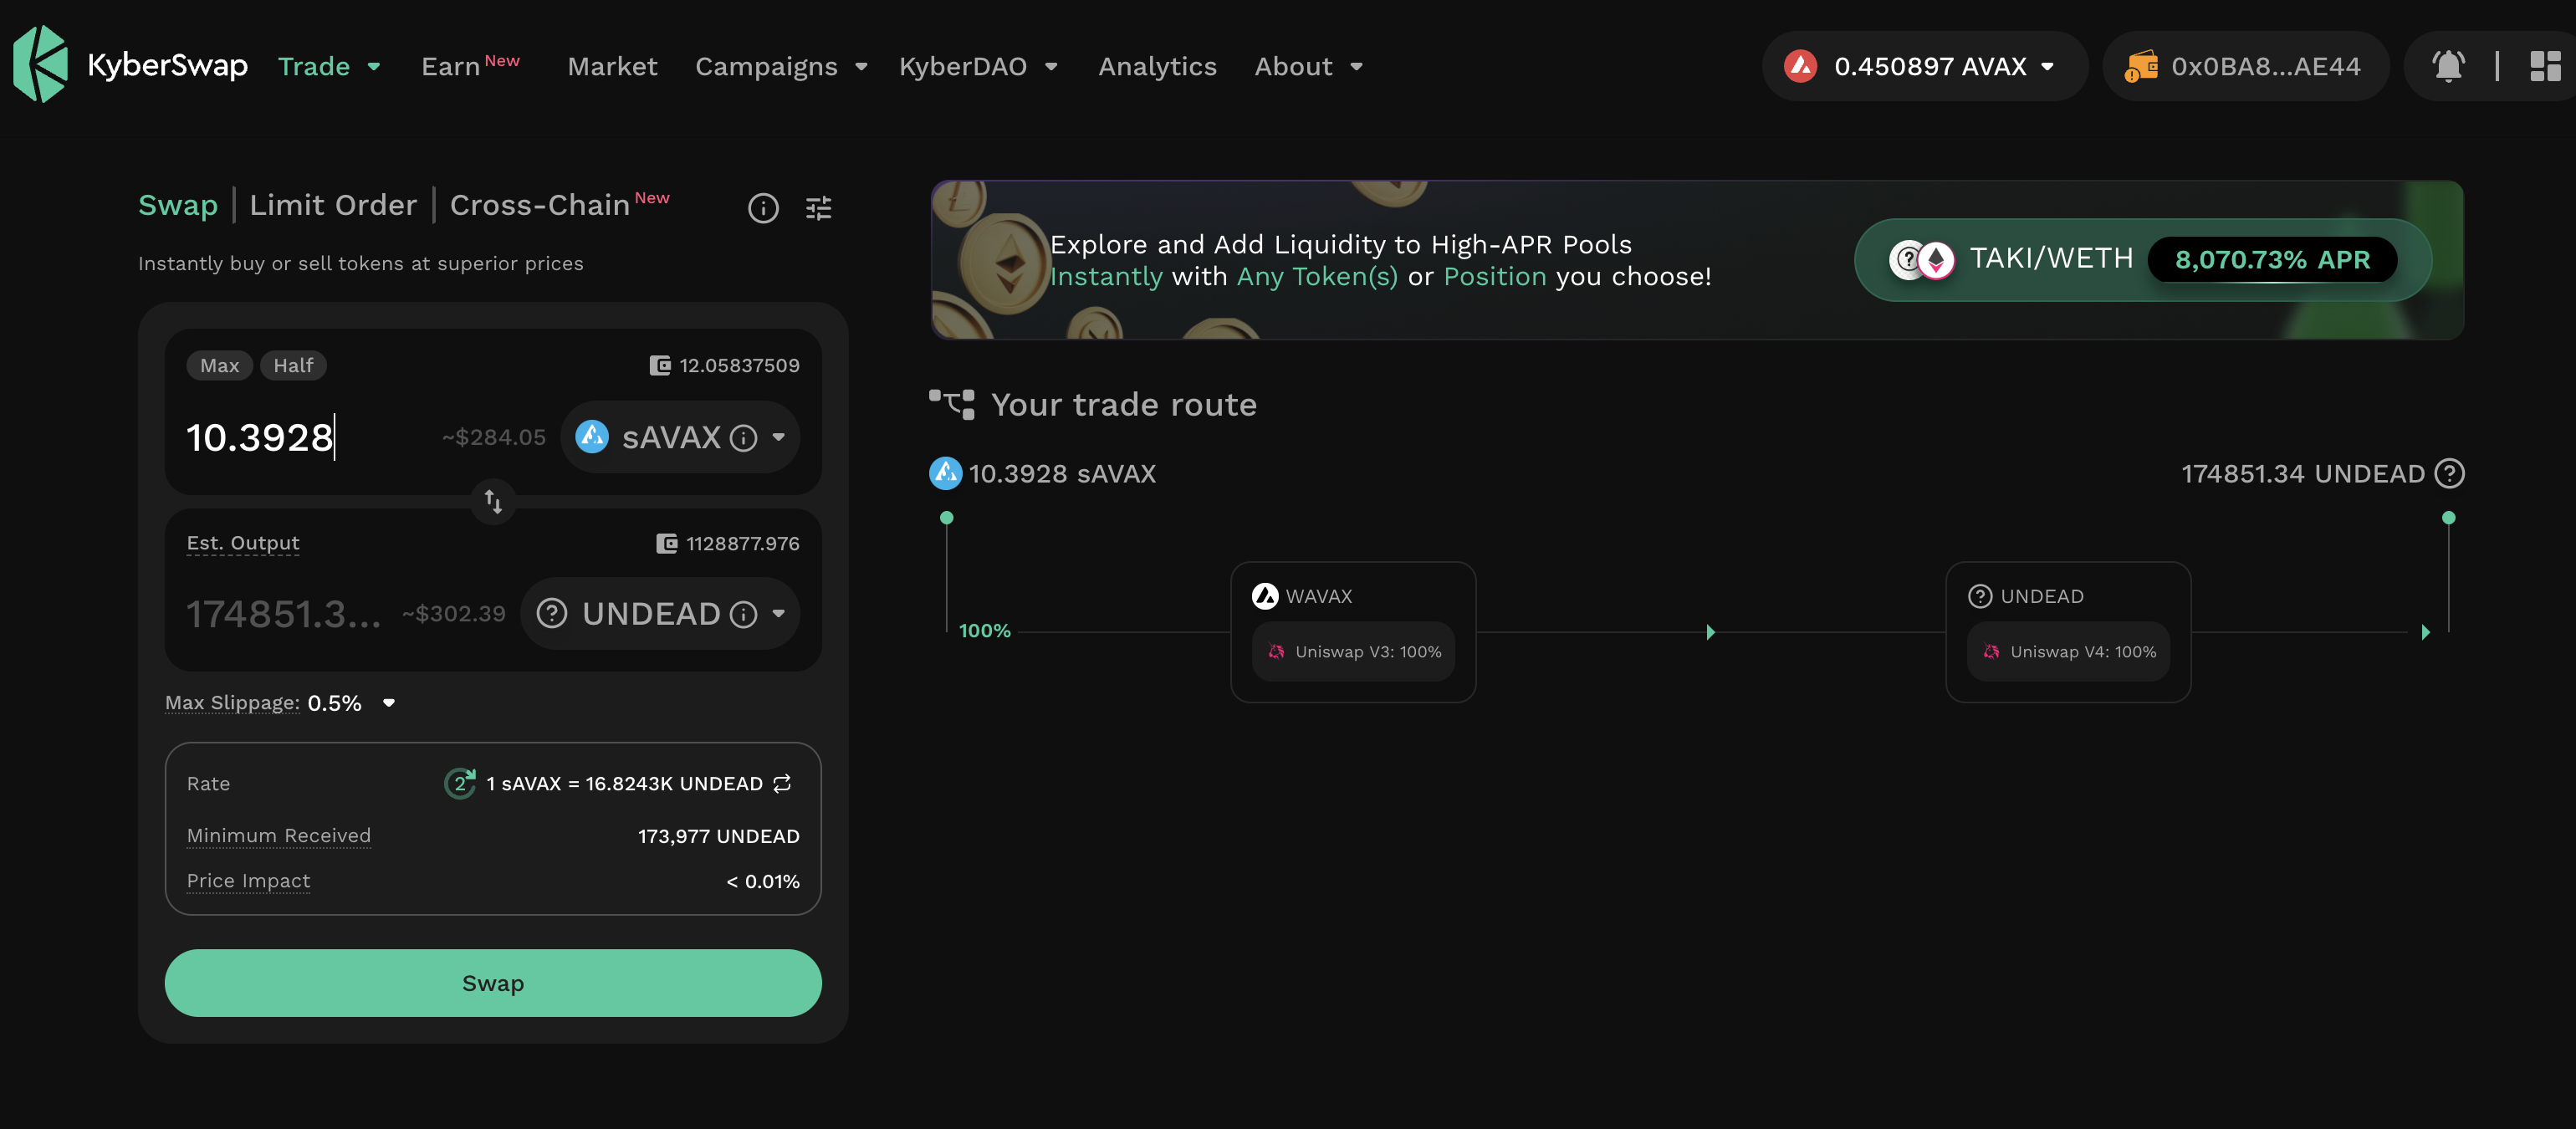 KyberSwap Trade Earn New Market Campaigns KyberDAO Analytics About 0.450897 AVAX 0x0BA8...AE44
Swap | Limit Order | Cross-Chain New
Instantly buy or sell tokens at superior prices
Max Half 12.05837509
10.3928 ~$284.05 sAVAX
Est. Output 1128877.976
174851.3... ~$302.39 UNDEAD
Max Slippage: 0.5%
Rate 2 1 sAVAX = 16.8243K UNDEAD
Minimum Received 173,977 UNDEAD
Price Impact < 0.01%
Swap
Explore and Add Liquidity to High-APR Pools
Instantly with Any Token(s) or Position you choose!
TAKI/WETH 8,070.73% APR
Your trade route
10.3928 sAVAX 174851.34 UNDEAD
100%
WAVAX
Uniswap V3: 100%
UNDEAD
Uniswap V4: 100%